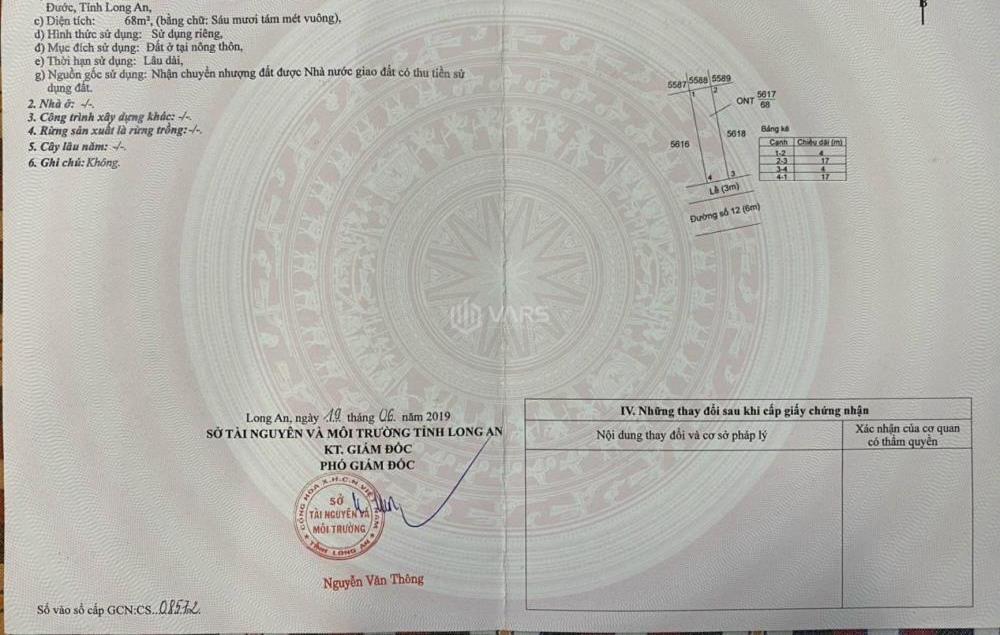 Đước, Tỉnh Long An,
c) Diện tích: 68m², (bằng chữ: Sáu mươi tám mét vuông),
d) Hình thức sử dụng: Sử dụng riêng,
đ) Mục đích sử dụng: Đất ở tại nông thôn,
e) Thời hạn sử dụng: Lâu dài,
g) Nguồn gốc sử dụng: Nhận chuyển nhượng đất được Nhà nước giao đất có thu tiền sử
dụng đất.
2. Nhà ở: -/-.
3. Công trình xây dựng khác: -/-.
4. Rừng sản xuất là rừng trồng:-/-.
5. Cây lâu năm: -/-.
6. Ghi chú: Không.
B
5587 5588 5589
1 2
ONT 5617
68
5616
5618
4 3
Lề (3m)
Đường số 12 (6m)
Bảng kê
Cạnh Chiều dài (m)
1-2 4
2-3 17
3-4 4
4-1 17
VARS
Long An, ngày 19 tháng 06 năm 2019
SỞ TÀI NGUYÊN VÀ MÔI TRƯỜNG TỈNH LONG AN
KT. GIÁM ĐỐC
PHÓ GIÁM ĐỐC
CỘNG HÒA X.H.C.N VIỆT NAM
SỞ
TÀI NGUYÊN VÀ
MÔI TRƯỜNG
TỈNH LONG AN
Nguyễn Văn Thông
Số vào sổ cấp GCN:CS..08572.
IV. Những thay đổi sau khi cấp giấy chứng nhận
Nội dung thay đổi và cơ sở pháp lý
Xác nhận của cơ quan
có thẩm quyền